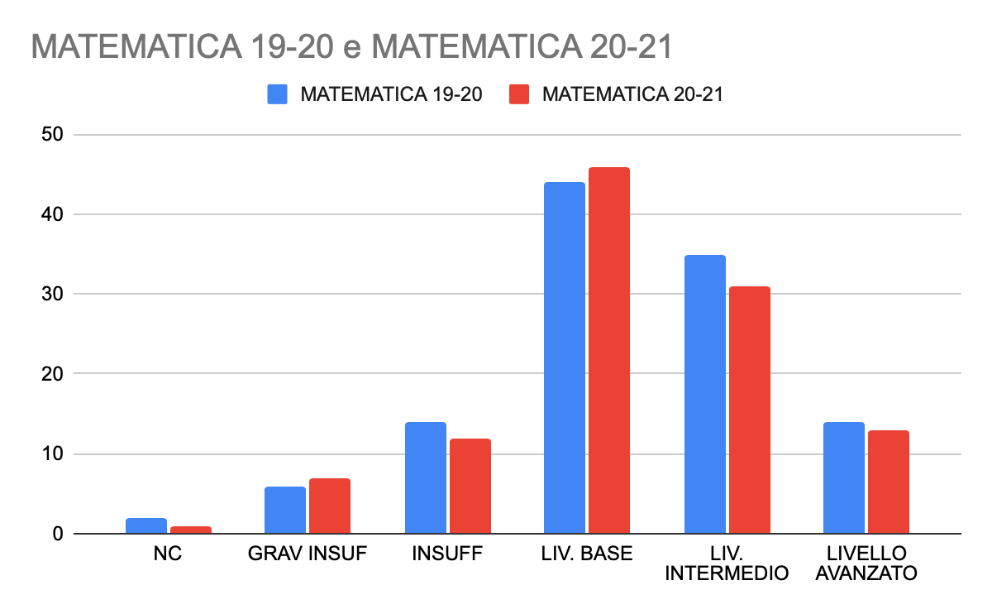 MATEMATICA 19-20 e MATEMATICA 20-21
MATEMATICA 19-20 MATEMATICA 20-21
50
40
30
20
10
0
NC GRAV INSUF INSUFF LIV. BASE LIV. INTERMEDIO LIVELLO AVANZATO